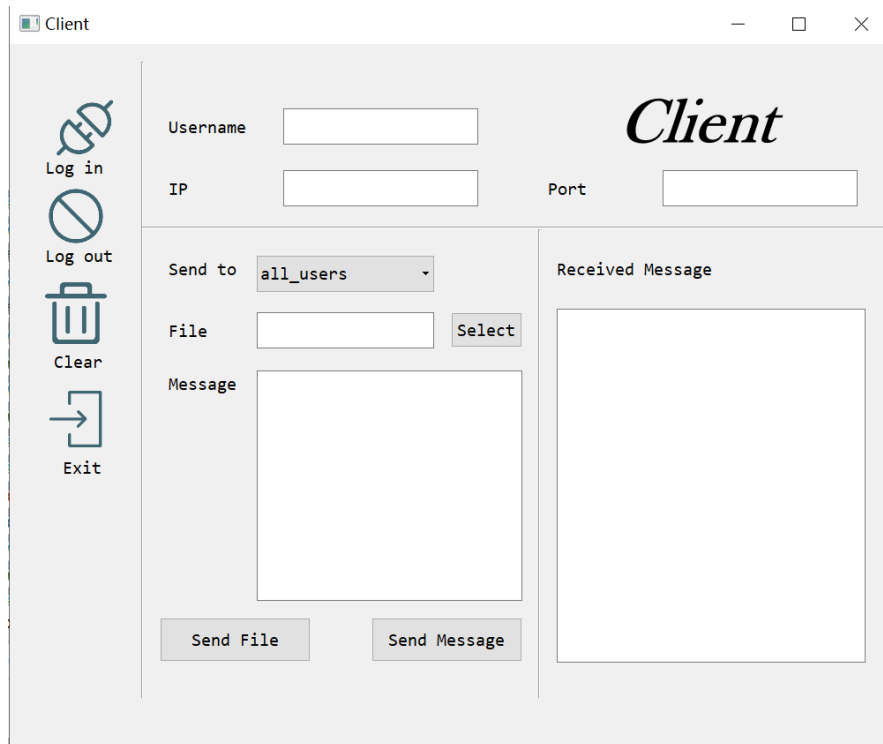 Client
Client
Username
IP
Port
Log in
Log out
Clear
Exit
Send to all_users
File Select
Message
Send File Send Message
Received Message